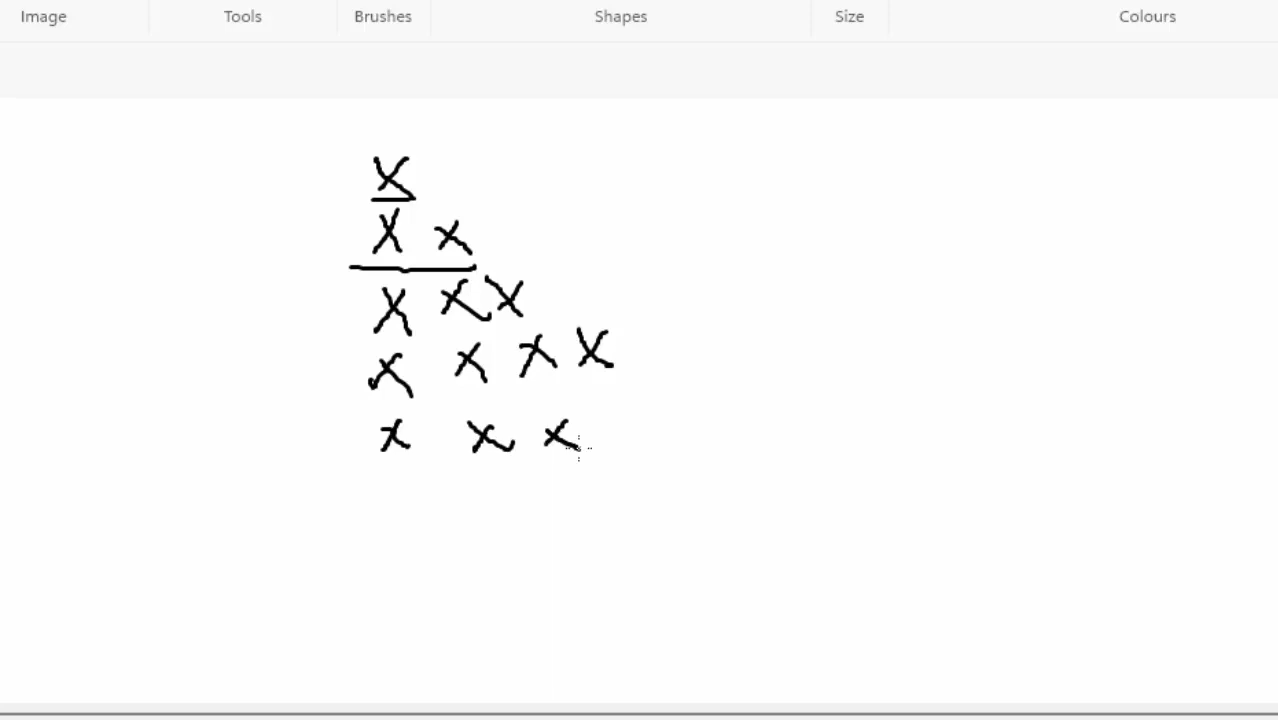 Image Tools Brushes Shapes Size Colours
X
X x
X X X
x x x X
x x x